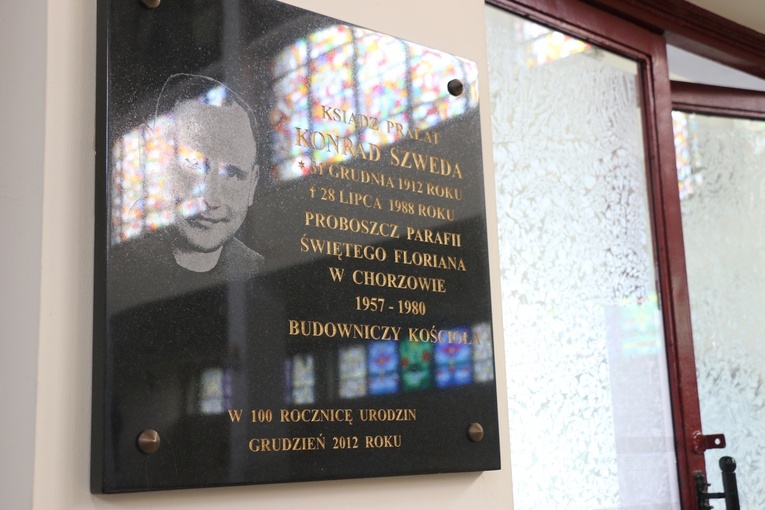 KSIĄDZ PRAŁAT
KONRAD SZWEDA
* 31 GRUDNIA 1912 ROKU
† 28 LIPCA 1988 ROKU
PROBOSZCZ PARAFII
ŚWIĘTEGO FLORIANA
W CHORZOWIE
1957 - 1980
BUDOWNICZY KOŚCIOŁA
W 100 ROCZNICĘ URODZIN
GRUDZIEŃ 2012 ROKU